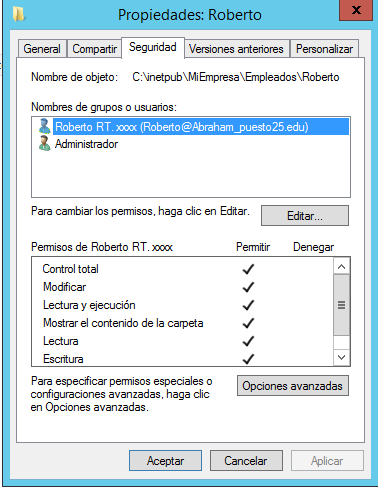 Propiedades: Roberto
x
General Compartir Seguridad Versiones anteriores Personalizar
Nombre de objeto: C:\inetpub\MiEmpresa\Empleados\Roberto
Nombres de grupos o usuarios:
Roberto RT. xxxx (Roberto@Abraham_puesto25.edu)
Administrador
Para cambiar los permisos, haga clic en Editar.
Editar...
Permisos de Roberto RT. xxxx Permitir Denegar
Control total
Modificar
Lectura y ejecución
Mostrar el contenido de la carpeta
Lectura
Escritura
Para especificar permisos especiales o
configuraciones avanzadas, haga clic
en Opciones avanzadas.
Opciones avanzadas
Aceptar Cancelar Aplicar